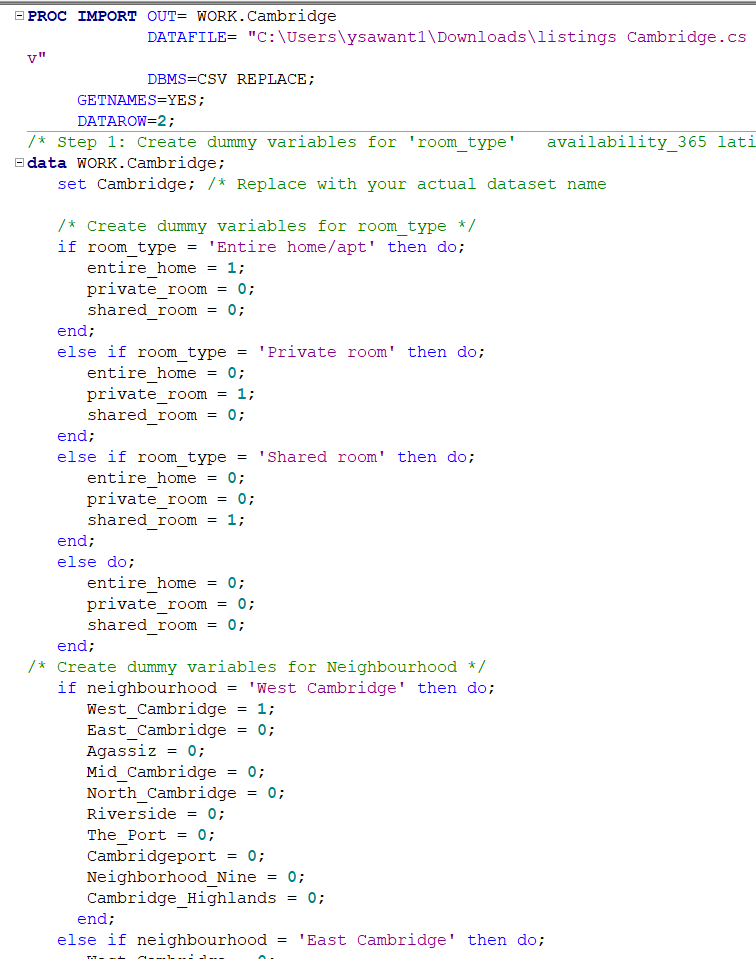 PROC IMPORT OUT= WORK.Cambridge
            DATAFILE= "C:\Users\ysawant1\Downloads\listings Cambridge.cs
v"
            DBMS=CSV REPLACE;
     GETNAMES=YES;
     DATAROW=2;
/* Step 1: Create dummy variables for 'room_type'   availability_365 lati
data WORK.Cambridge;
   set Cambridge; /* Replace with your actual dataset name

   /* Create dummy variables for room_type */
   if room_type = 'Entire home/apt' then do;
      entire_home = 1;
      private_room = 0;
      shared_room = 0;
   end;
   else if room_type = 'Private room' then do;
      entire_home = 0;
      private_room = 1;
      shared_room = 0;
   end;
   else if room_type = 'Shared room' then do;
      entire_home = 0;
      private_room = 0;
      shared_room = 1;
   end;
   else do;
      entire_home = 0;
      private_room = 0;
      shared_room = 0;
   end;
/* Create dummy variables for Neighbourhood */
   if neighbourhood = 'West Cambridge' then do;
      West_Cambridge = 1;
      East_Cambridge = 0;
      Agassiz = 0;
      Mid_Cambridge = 0;
      North_Cambridge = 0;
      Riverside = 0;
      The_Port = 0;
      Cambridgeport = 0;
      Neighborhood_Nine = 0;
      Cambridge_Highlands = 0;
     end;
   else if neighbourhood = 'East Cambridge' then do;